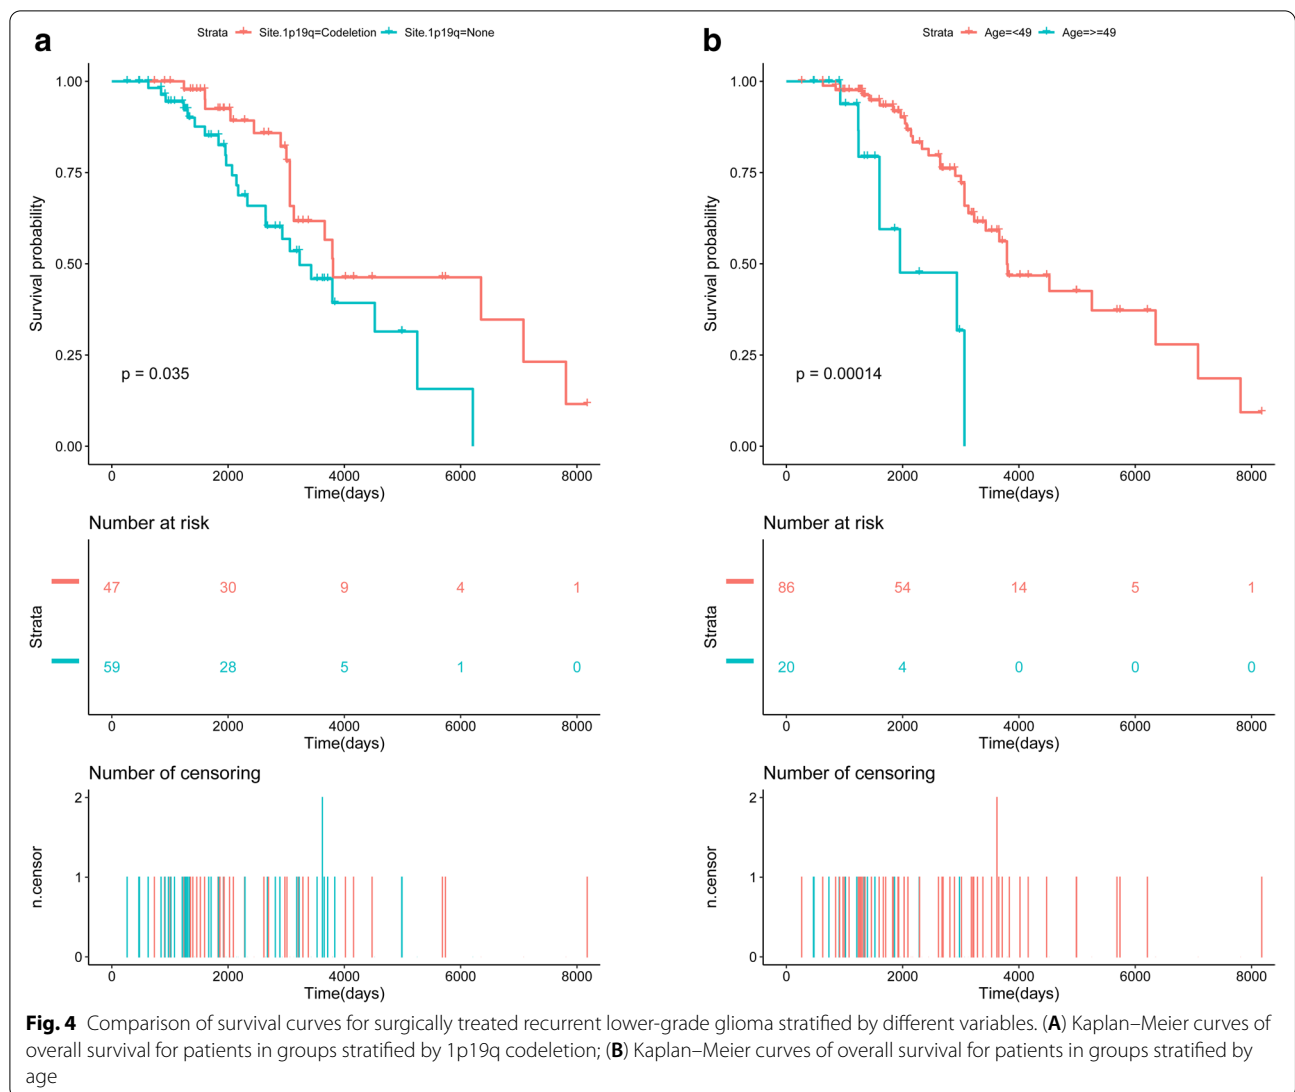 a
Strata Site.1p19q=Codeletion Site.1p19q=None
1.00
0.75
0.50
0.25
0.00
Survival probability
p = 0.035
0 2000 4000 6000 8000
Time(days)
Number at risk
Strata
47 30 9 4 1
59 28 5 1 0
0 2000 4000 6000 8000
Time(days)
Number of censoring
2
1
0
n.censor
0 2000 4000 6000 8000
Time(days)
b
Strata Age=<49 Age=>=49
1.00
0.75
0.50
0.25
0.00
Survival probability
p = 0.00014
0 2000 4000 6000 8000
Time(days)
Number at risk
Strata
86 54 14 5 1
20 4 0 0 0
0 2000 4000 6000 8000
Time(days)
Number of censoring
2
1
0
n.censor
0 2000 4000 6000 8000
Time(days)
Fig. 4 Comparison of survival curves for surgically treated recurrent lower-grade glioma stratified by different variables. (A) Kaplan–Meier curves of
overall survival for patients in groups stratified by 1p19q codeletion; (B) Kaplan–Meier curves of overall survival for patients in groups stratified by
age